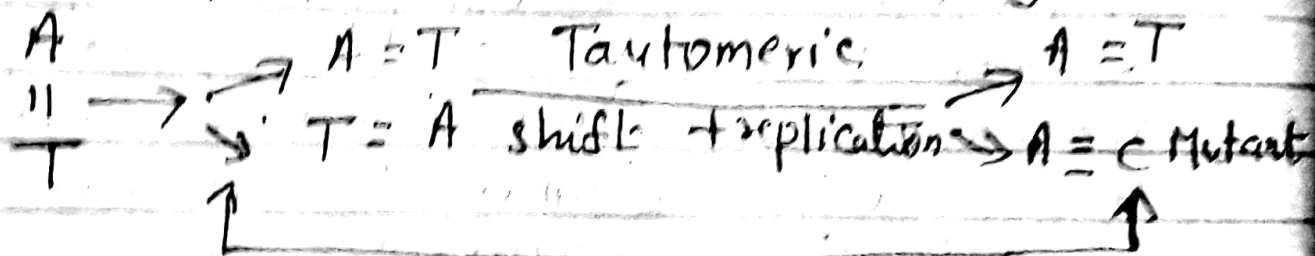 A = T Tautomeric A = T
A
||
T
T = A shift + replication A ≡ C Mutant